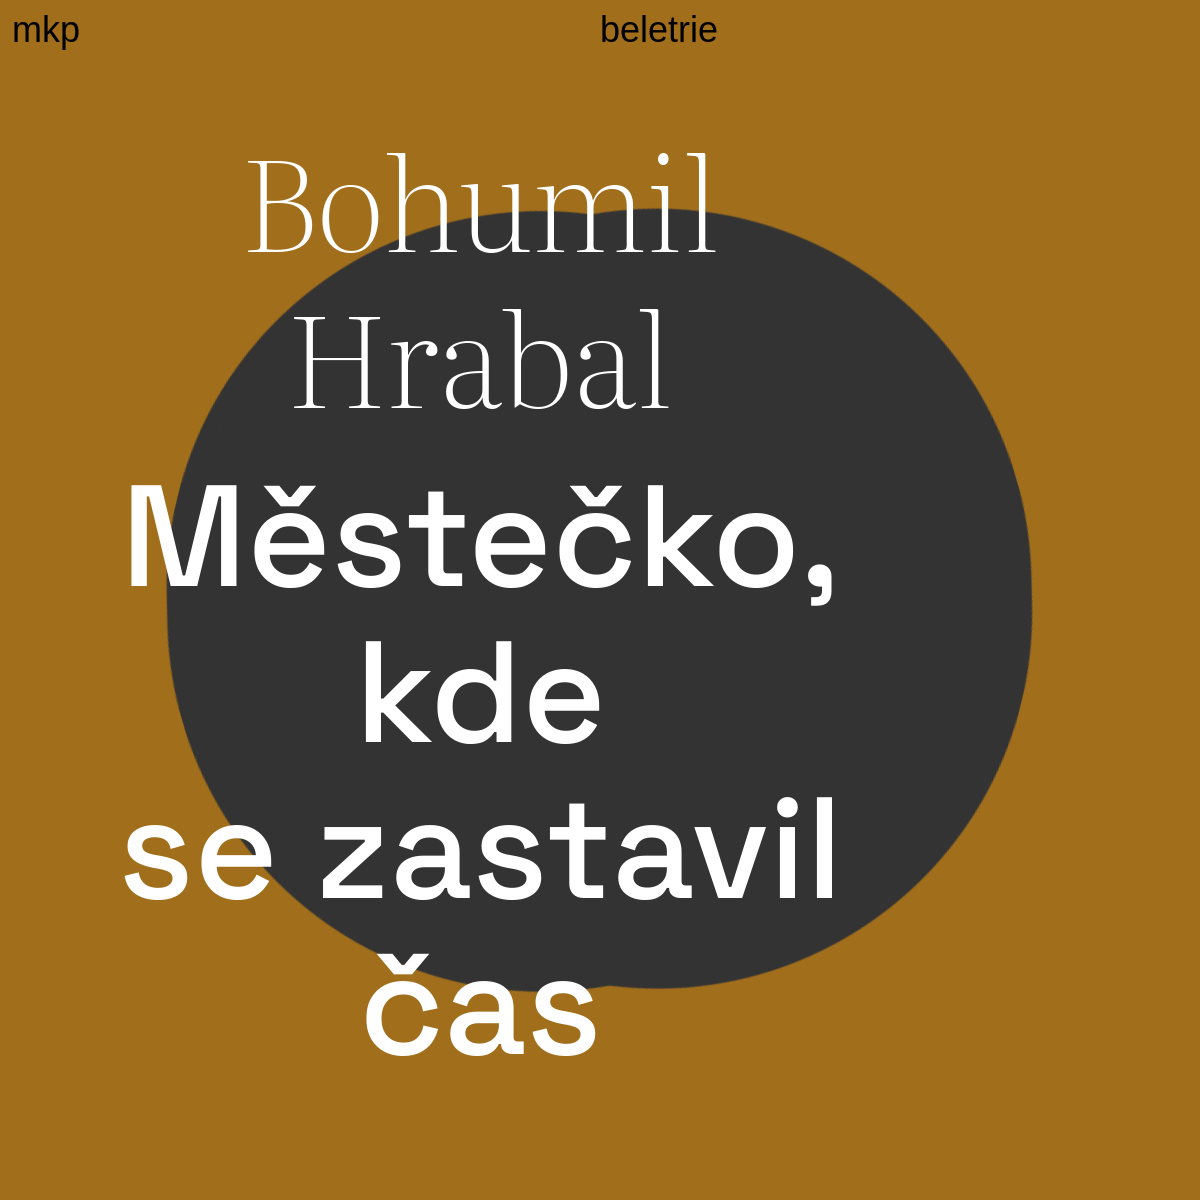 mkp
beletrie
Bohumil
Hrabal
Městečko,
kde
se zastavil
čas